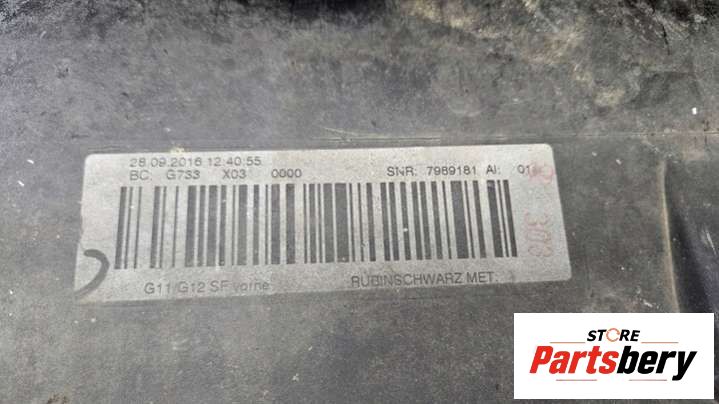 28.09.2016 12:40:55
BC: G733 X03 0000 SNR: 7989181 AI: 01
G11/G12 SF vorne RUBINSCHWARZ MET.
STORE
Partsbery